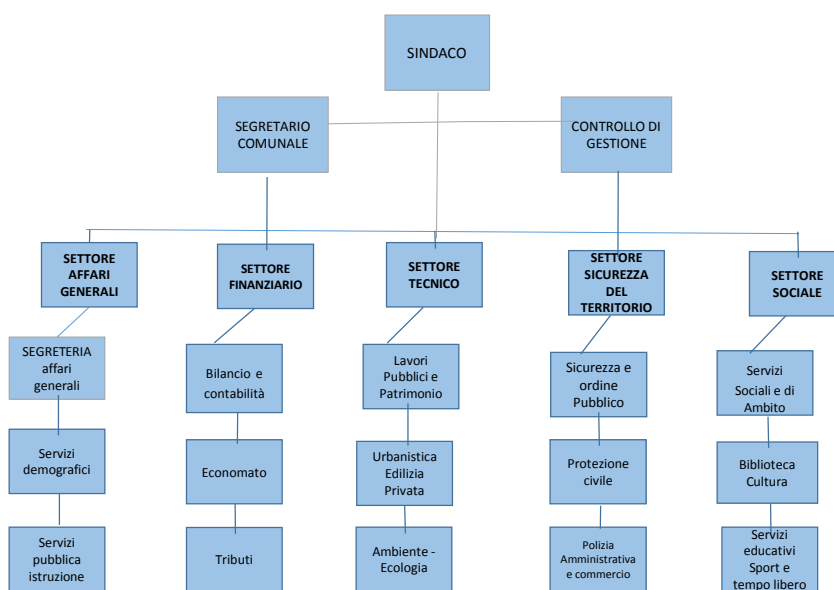 SINDACO
SEGRETARIO
COMUNALE
CONTROLLO DI
GESTIONE
SETTORE
AFFARI
GENERALI
SETTORE
FINANZIARIO
SETTORE
TECNICO
SETTORE
SICUREZZA
DEL
TERRITORIO
SETTORE
SOCIALE
SEGRETERIA
affari
generali
Bilancio e
contabilità
Lavori
Pubblici e
Patrimonio
Sicurezza e
ordine
Pubblico
Servizi
Sociali e di
Ambito
Servizi
demografici
Economato
Urbanistica
Edilizia
Privata
Protezione
civile
Biblioteca
Cultura
Servizi
pubblica
istruzione
Tributi
Ambiente -
Ecologia
Polizia
Amministrativa
e commercio
Servizi
educativi
Sport e
tempo libero